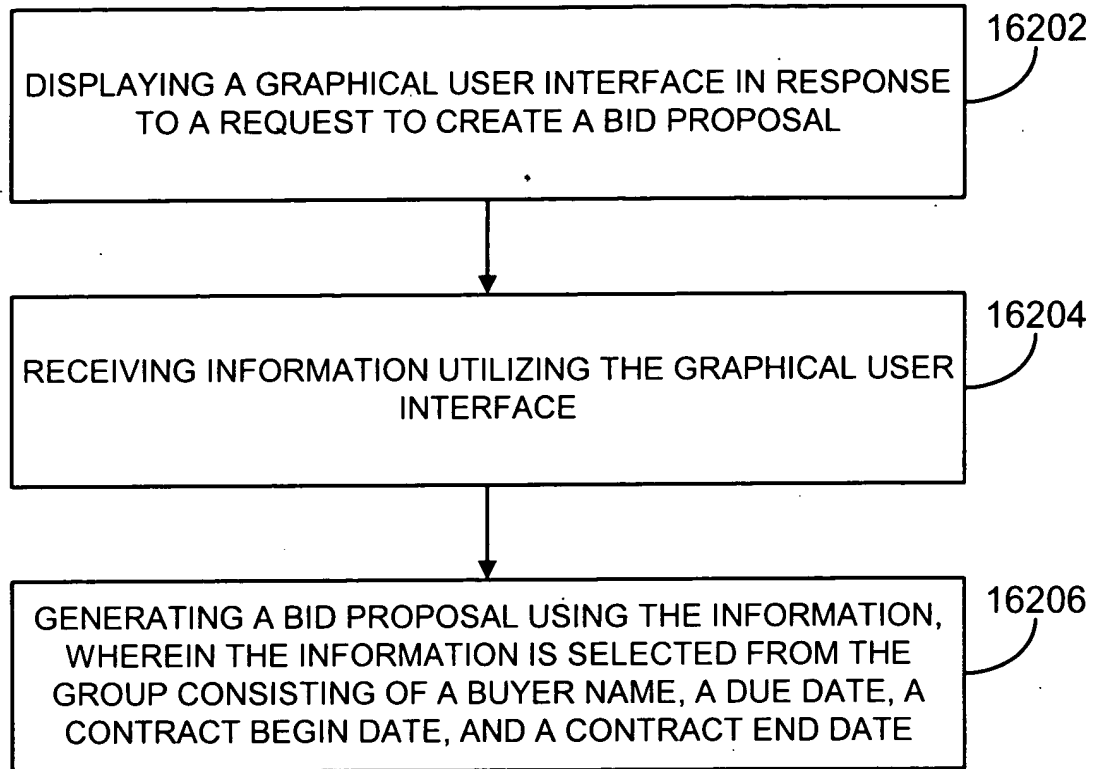 16202
DISPLAYING A GRAPHICAL USER INTERFACE IN RESPONSE
TO A REQUEST TO CREATE A BID PROPOSAL
16204
RECEIVING INFORMATION UTILIZING THE GRAPHICAL USER
INTERFACE
16206
GENERATING A BID PROPOSAL USING THE INFORMATION,
WHEREIN THE INFORMATION IS SELECTED FROM THE
GROUP CONSISTING OF A BUYER NAME, A DUE DATE, A
CONTRACT BEGIN DATE, AND A CONTRACT END DATE